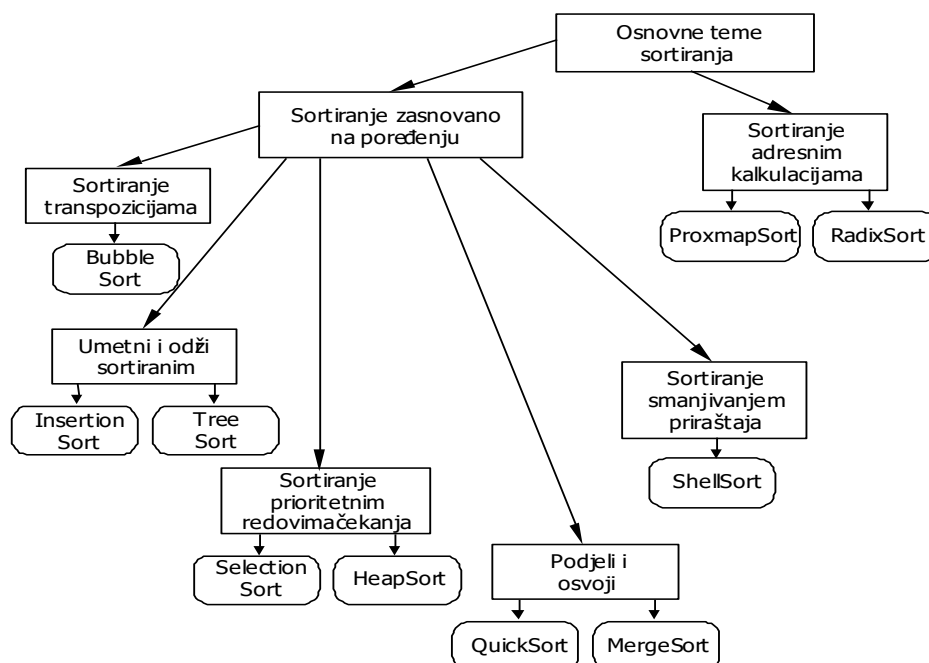 Osnovne teme
sortiranja
Sortiranje zasnovano
na poređenju
Sortiranje
adresnim
kalkulacijama
Sortiranje
transpozicijama
ProxmapSort
RadixSort
Bubble
Sort
Umetni i održi
sortiranim
Sortiranje
smanjivanjem
priraštaja
Insertion
Sort
Tree
Sort
ShellSort
Sortiranje
prioritetnim
redovimačekanja
Selection
Sort
HeapSort
Podjeli i
osvoji
QuickSort
MergeSort